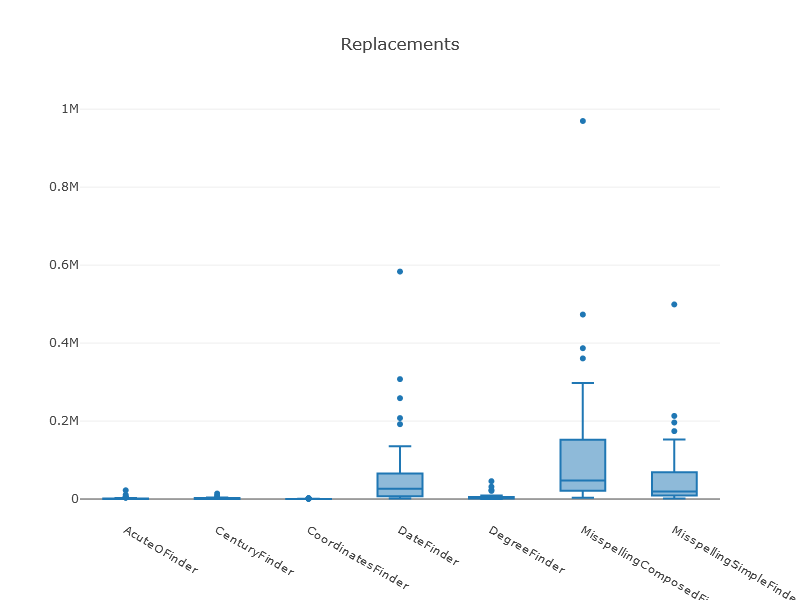 Replacements
1M
0.8M
0.6M
0.4M
0.2M
0
AcuteOFinder
CenturyFinder
CoordinatesFinder
DateFinder
DegreeFinder
MisspellingComposedFi
MisspellingSimpleFinde